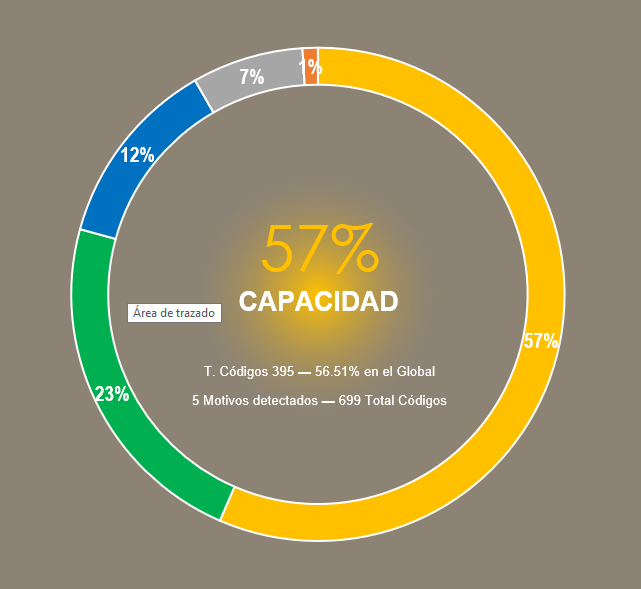 1%
7%
12%
57%
CAPACIDAD
Área de trazado
57%
T. Códigos 395 — 56.51% en el Global
23%
5 Motivos detectados — 699 Total Códigos